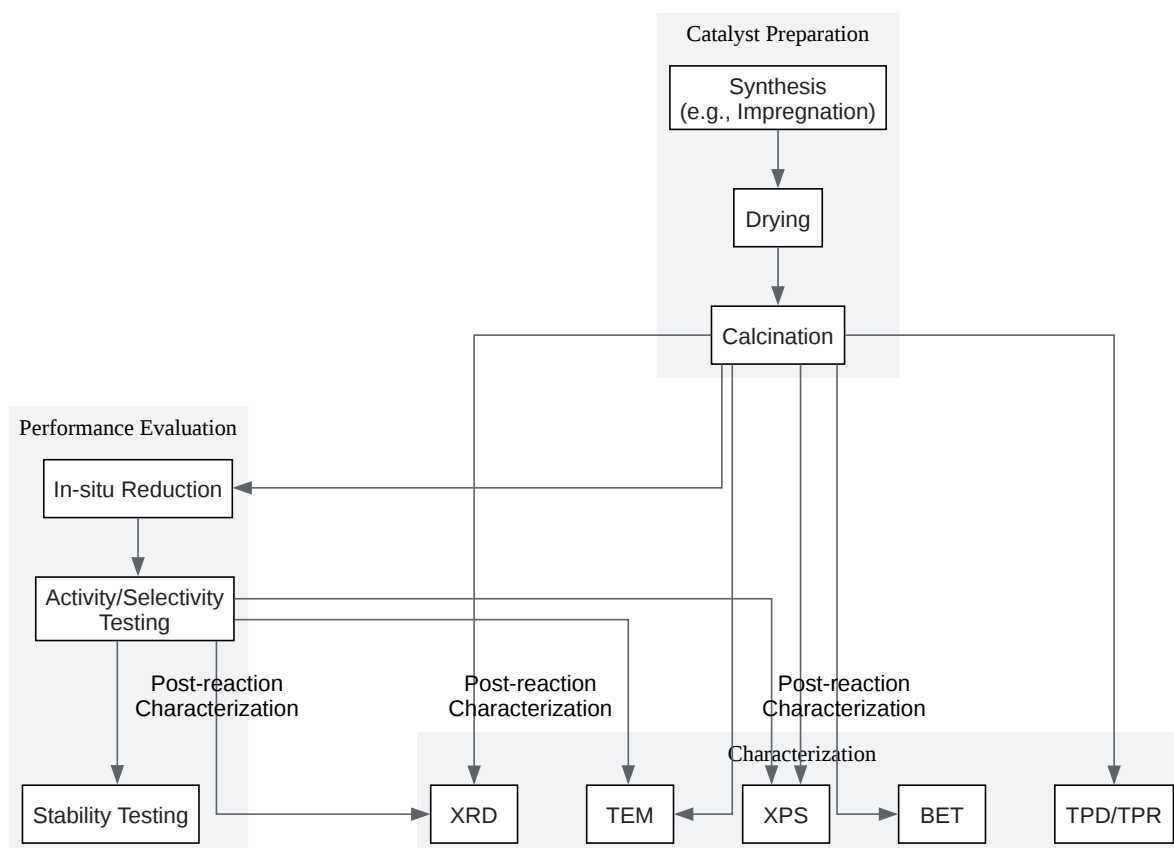 Catalyst Preparation
Synthesis
(e.g., Impregnation)
Drying
Calcination
Performance Evaluation
In-situ Reduction
Activity/Selectivity
Testing
Post-reaction
Characterization
Post-reaction
Characterization
Post-reaction
Characterization
Characterization
Stability Testing
XRD
TEM
XPS
BET
TPD/TPR